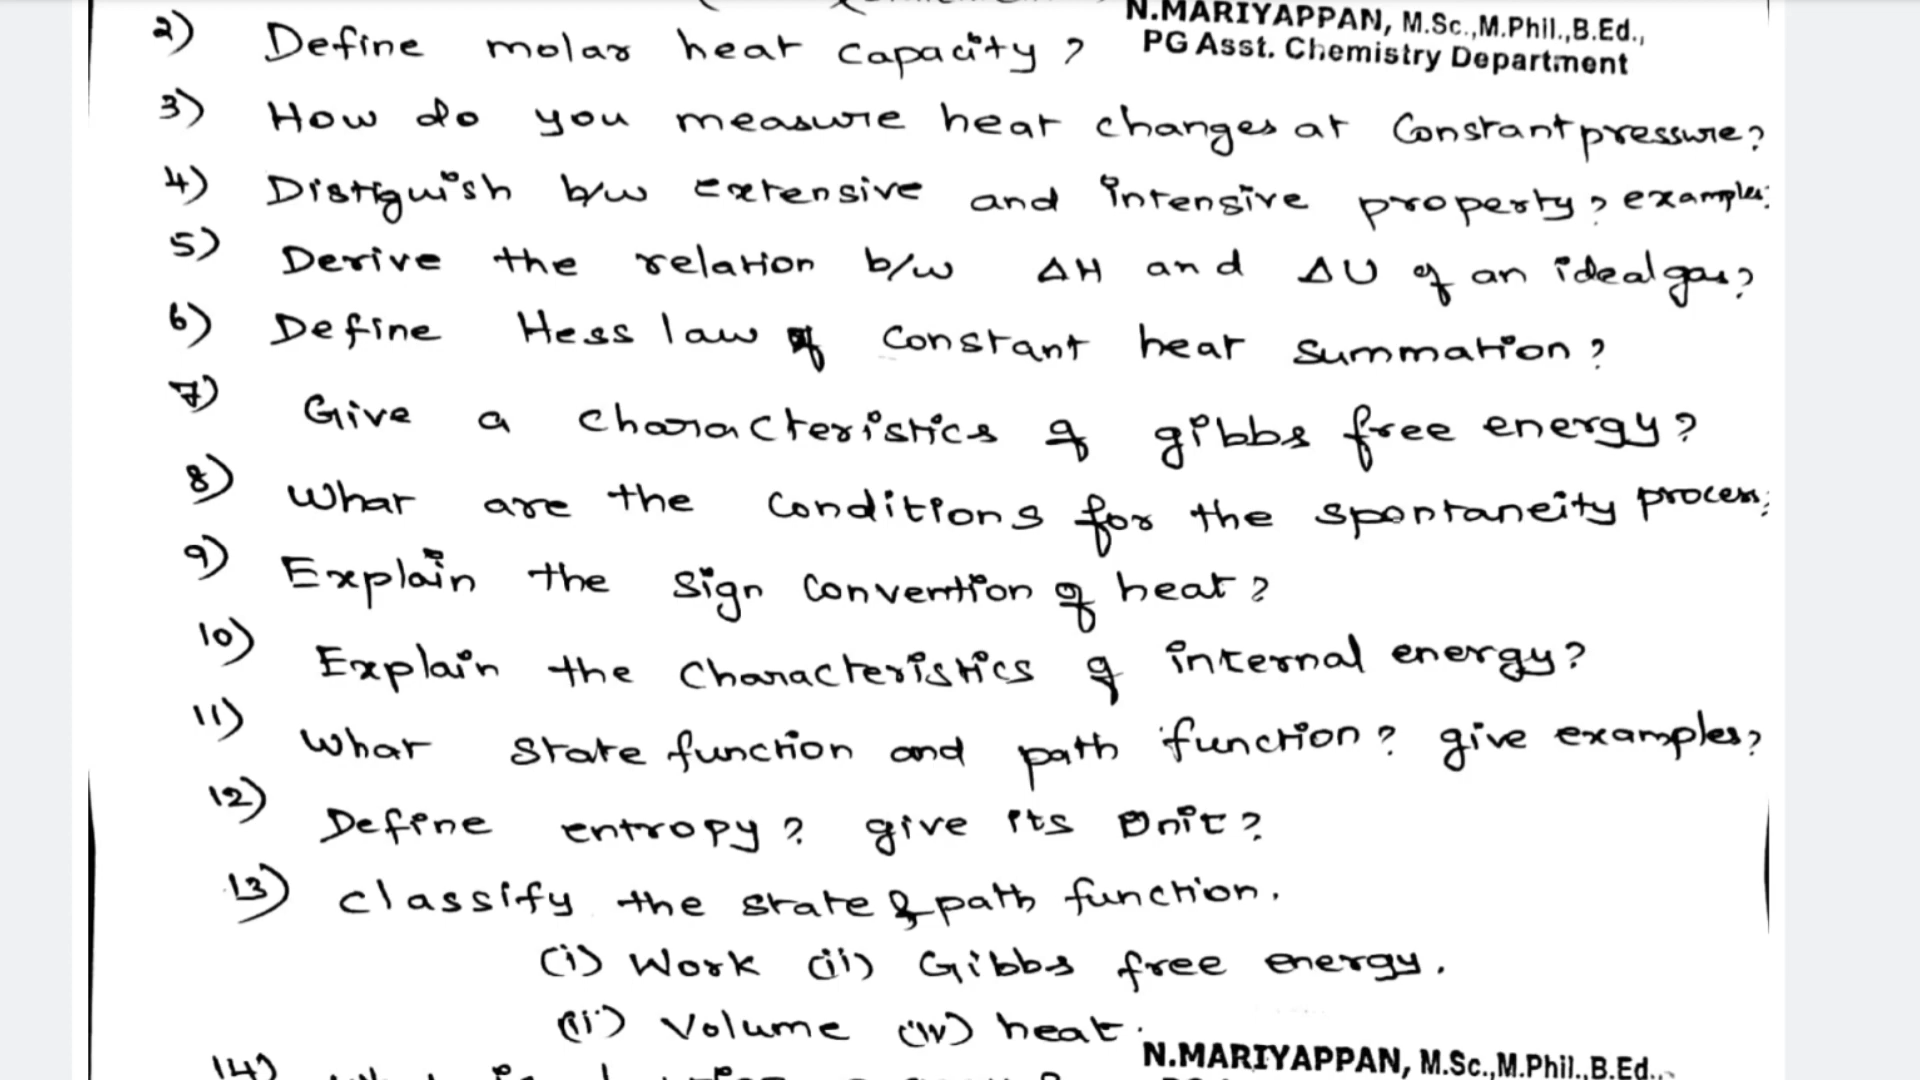 N.MARIYAPPAN, M.Sc.,M.Phil.,B.Ed.,
PG Asst. Chemistry Department
2) Define molar heat capacity?
3) How do you measure heat changes at Constant pressure?
4) Distiguish b/w extensive and intensive property? examples:
5) Derive the relation b/w ΔH and ΔU of an ideal gas?
6) Define Hess law of constant heat summation?
7) Give a characteristics of gibbs free energy?
8) What are the conditions for the spontaneity process;
9) Explain the sign convention of heat?
10) Explain the characteristics of internal energy?
11) What state function and path function? give examples?
12) Define entropy? give its Unit?
13) classify the state & path function.
(i) Work (ii) Gibbs free energy.
(iii) Volume (iv) heat.
14)
N.MARIYAPPAN, M.Sc.,M.Phil.,B.Ed.,